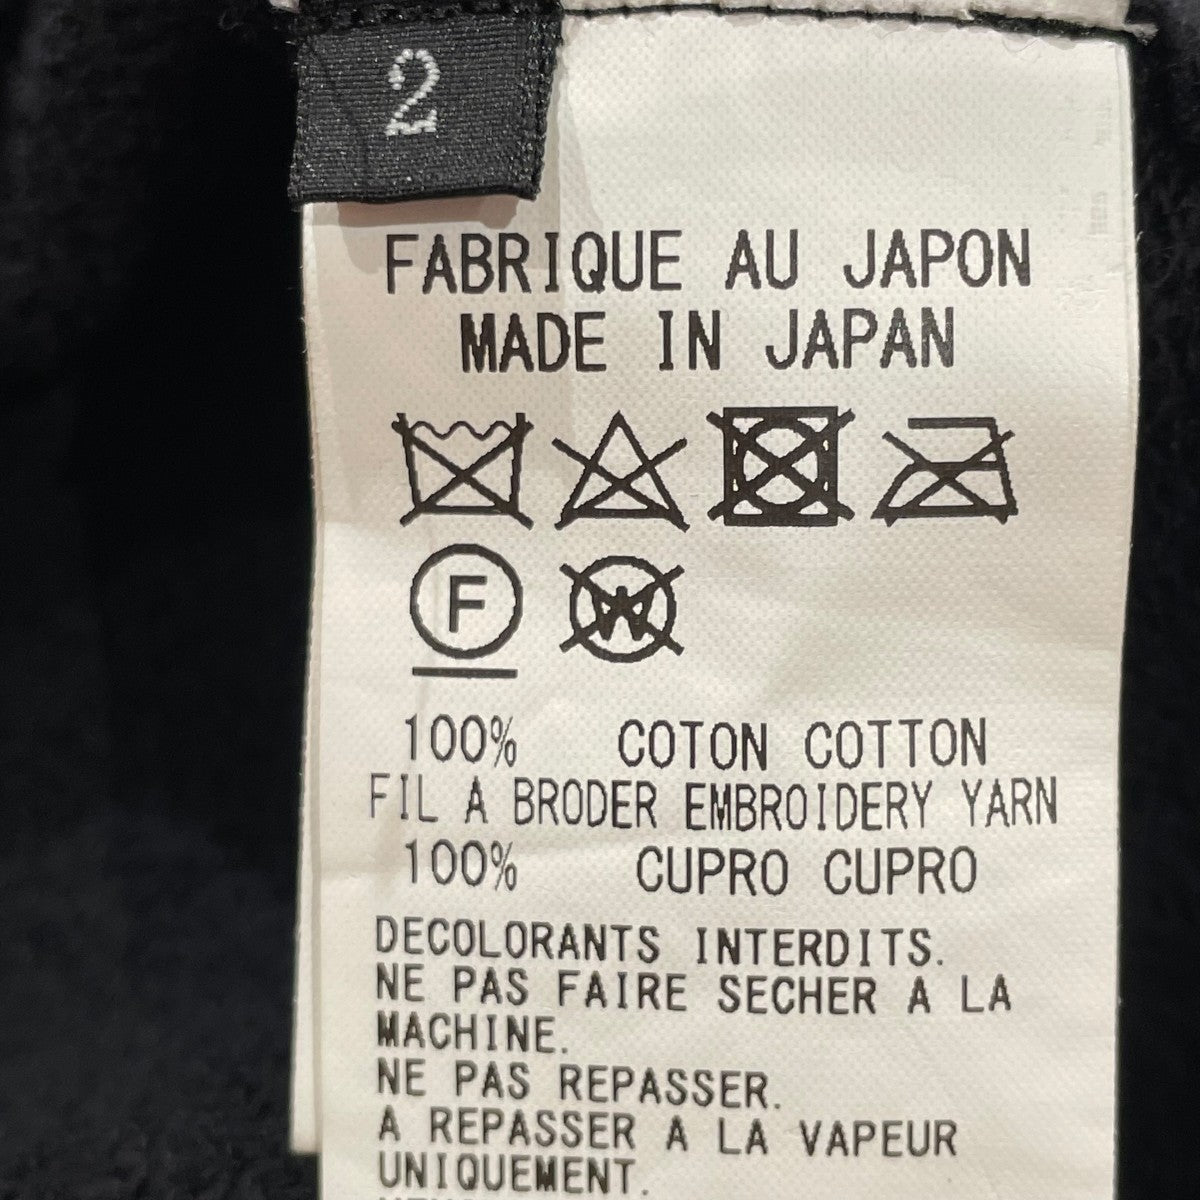 2
FABRIQUE AU JAPON
MADE IN JAPAN
F W
100% COTON COTTON
FIL A BRODER EMBROIDERY YARN
100% CUPRO CUPRO
DECOLORANTS INTERDITS.
NE PAS FAIRE SECHER A LA
MACHINE.
NE PAS REPASSER.
A REPASSER A LA VAPEUR
UNIQUEMENT.